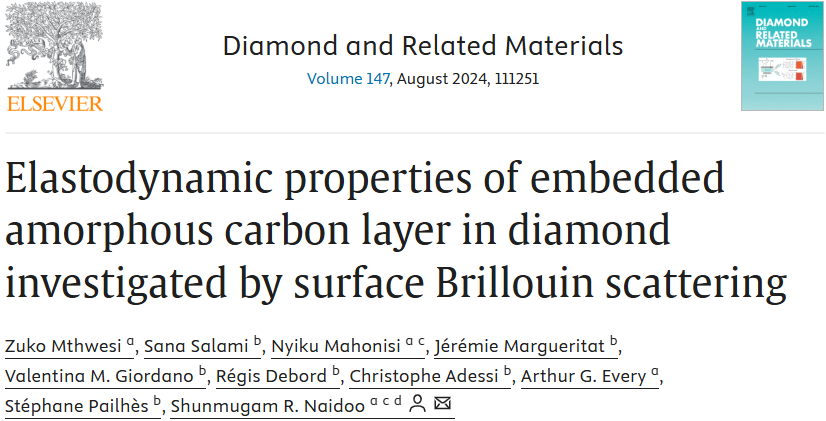 Diamond and Related Materials
Volume 147, August 2024, 111251
ELSEVIER
DIAMOND
AND
RELATED
MATERIALS
Elastodynamic properties of embedded
amorphous carbon layer in diamond
investigated by surface Brillouin scattering
Zuko Mthwesi a, Sana Salami b, Nyiku Mahonisi a c, Jérémie Margueritat b,
Valentina M. Giordano b, Régis Debord b, Christophe Adessi b, Arthur G. Every a,
Stéphane Pailhès b, Shunmugam R. Naidoo a c d